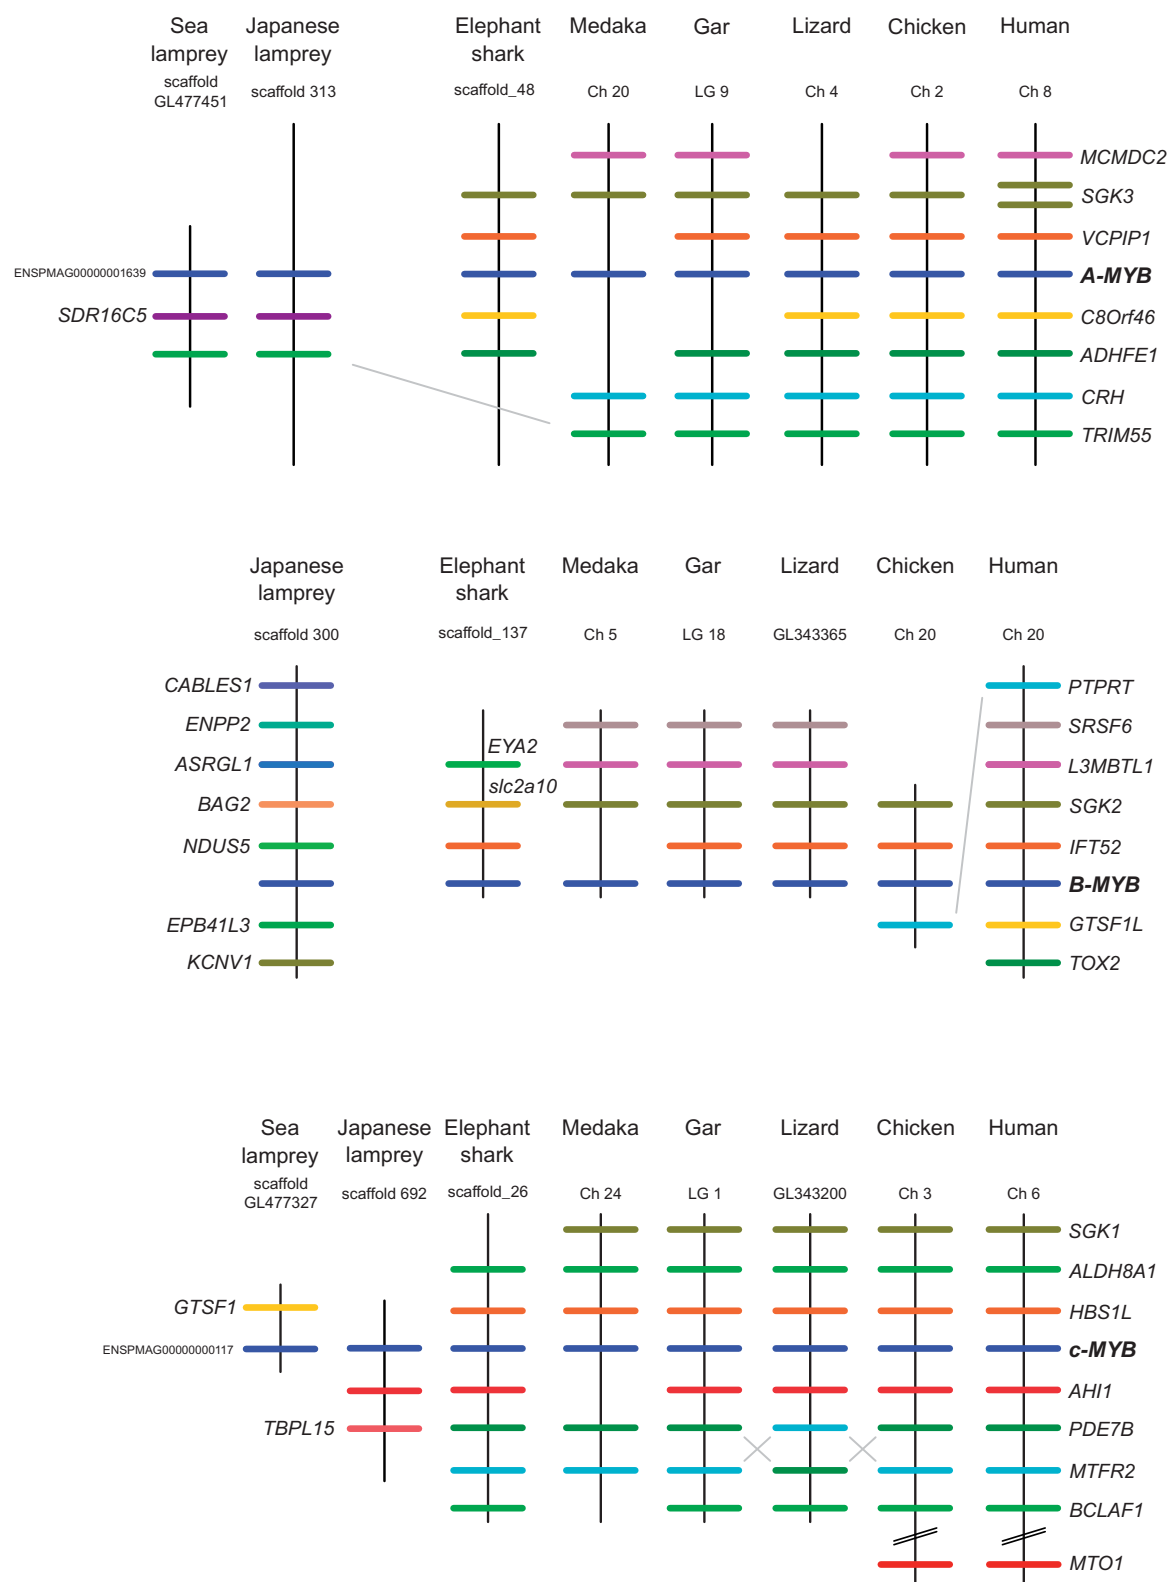 Sea lamprey
scaffold GL477451
Japanese lamprey
scaffold 313
Elephant shark
scaffold_48
Medaka
Ch 20
Gar
LG 9
Lizard
Ch 4
Chicken
Ch 2
Human
Ch 8
MCMDC2
SGK3
VCPIP1
ENSPMAG00000001639
A-MYB
SDR16C5
C8Orf46
ADHFE1
CRH
TRIM55
Japanese lamprey
scaffold 300
Elephant shark
scaffold_137
Medaka
Ch 5
Gar
LG 18
Lizard
GL343365
Chicken
Ch 20
Human
Ch 20
CABLES1
PTPRT
ENPP2
SRSF6
EYA2
ASRGL1
L3MBTL1
slc2a10
BAG2
SGK2
NDUS5
IFT52
B-MYB
EPB41L3
GTSF1L
KCNV1
TOX2
Sea lamprey
scaffold GL477327
Japanese lamprey
scaffold 692
Elephant shark
scaffold_26
Medaka
Ch 24
Gar
LG 1
Lizard
GL343200
Chicken
Ch 3
Human
Ch 6
SGK1
ALDH8A1
GTSF1
HBS1L
ENSPMAG00000000117
c-MYB
AHI1
TBPL15
PDE7B
MTFR2
BCLAF1
MTO1